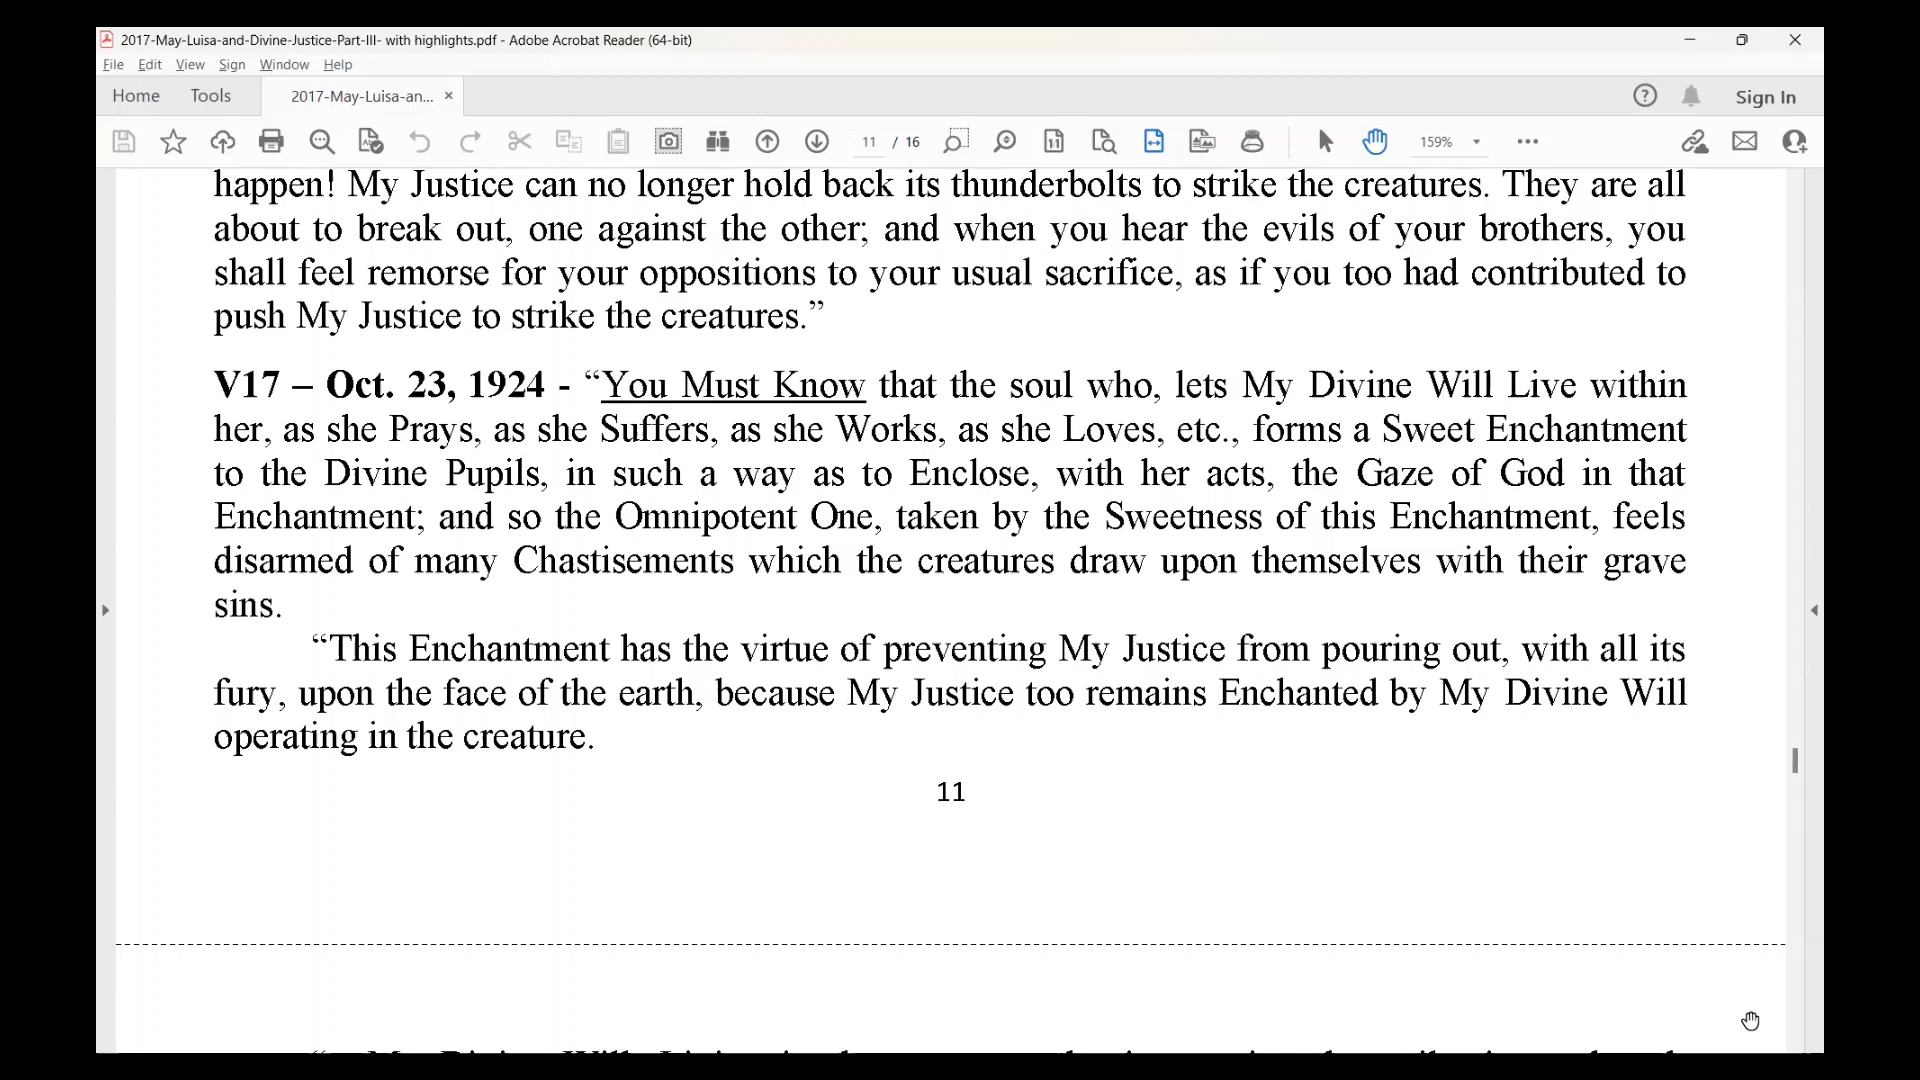 2017-May-Luisa-and-Divine-Justice-Part-III- with highlights.pdf - Adobe Acrobat Reader (64-bit)
File Edit View Sign Window Help
Home Tools 2017-May-Luisa-an... × Sign In
11 / 16 159%
happen! My Justice can no longer hold back its thunderbolts to strike the creatures. They are all
about to break out, one against the other; and when you hear the evils of your brothers, you
shall feel remorse for your oppositions to your usual sacrifice, as if you too had contributed to
push My Justice to strike the creatures.”
V17 – Oct. 23, 1924 - “You Must Know that the soul who, lets My Divine Will Live within
her, as she Prays, as she Suffers, as she Works, as she Loves, etc., forms a Sweet Enchantment
to the Divine Pupils, in such a way as to Enclose, with her acts, the Gaze of God in that
Enchantment; and so the Omnipotent One, taken by the Sweetness of this Enchantment, feels
disarmed of many Chastisements which the creatures draw upon themselves with their grave
sins.
“This Enchantment has the virtue of preventing My Justice from pouring out, with all its
fury, upon the face of the earth, because My Justice too remains Enchanted by My Divine Will
operating in the creature.
11